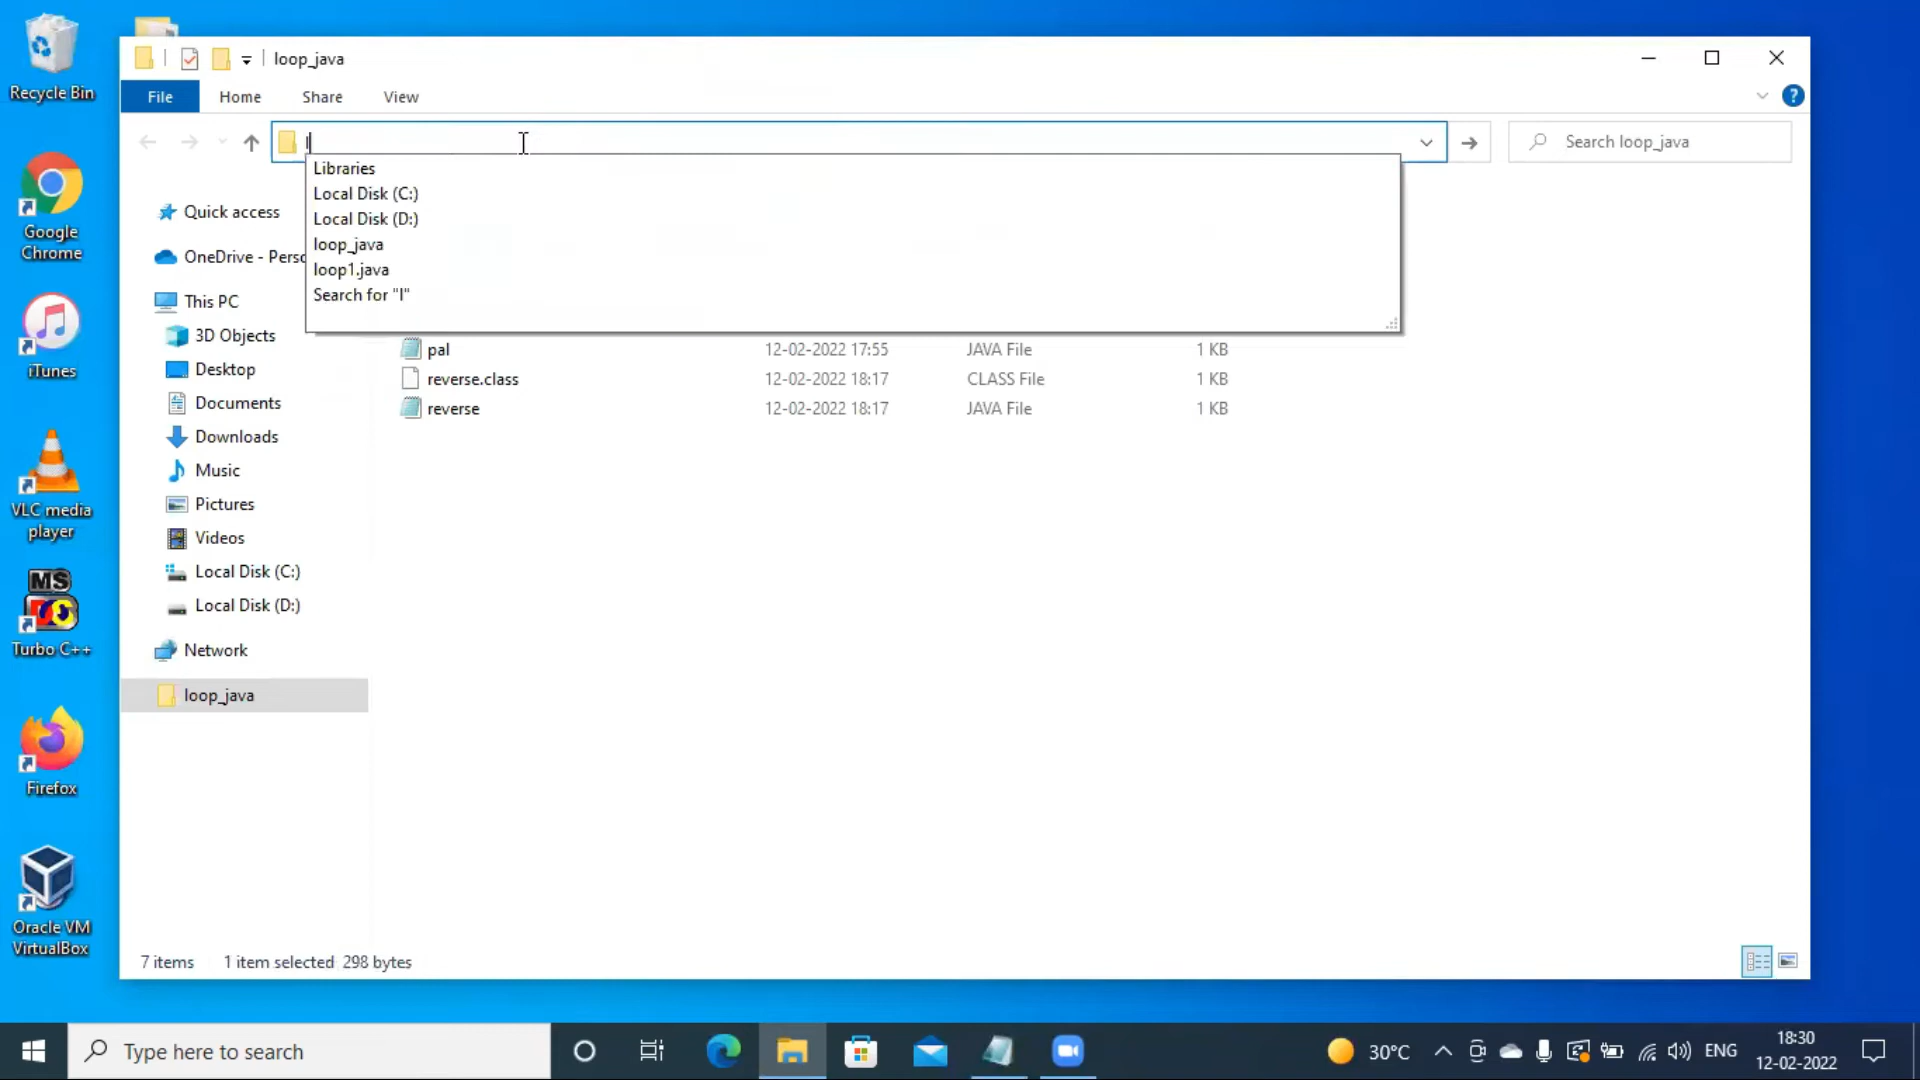 Recycle Bin
Google
Chrome
iTunes
VLC media
player
MS
DOS
Turbo C++
Firefox
Oracle VM
VirtualBox
loop_java
File
Home
Share
View
?
l
Search loop_java
Libraries
Local Disk (C:)
Local Disk (D:)
loop_java
loop1.java
Search for "l"
Quick access
OneDrive - Perso
This PC
3D Objects
Desktop
Documents
Downloads
Music
Pictures
Videos
Local Disk (C:)
Local Disk (D:)
Network
loop_java
pal 12-02-2022 17:55 JAVA File 1 KB
reverse.class 12-02-2022 18:17 CLASS File 1 KB
reverse 12-02-2022 18:17 JAVA File 1 KB
7 items 1 item selected 298 bytes
Type here to search
30°C
ENG
18:30
12-02-2022